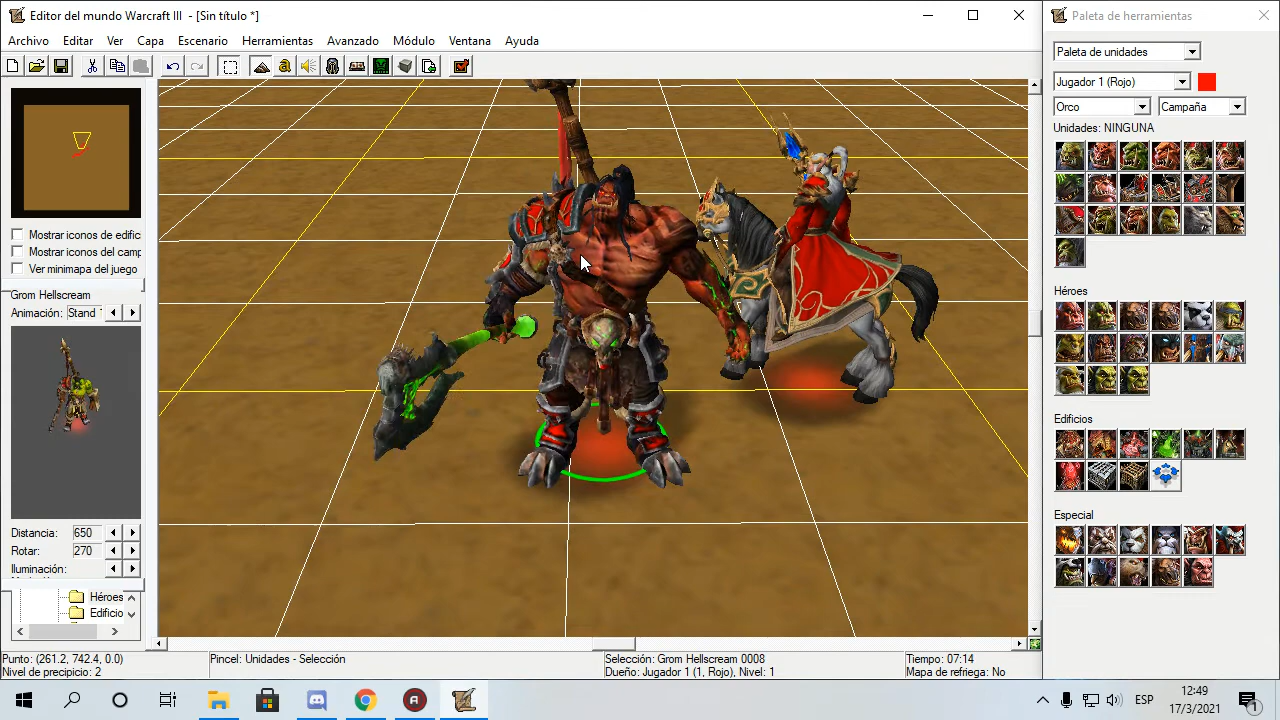 Editor del mundo Warcraft III - [Sin título *]
Archivo Editar Ver Capa Escenario Herramientas Avanzado Módulo Ventana Ayuda
Mostrar iconos de edific
Mostrar iconos del camp
Ver minimapa del juego
Grom Hellscream
Animación: Stand
Distancia: 650
Rotar: 270
Iluminación:
Héroes
Edificio
Punto: (261.2, 742.4, 0.0)
Nivel de precipicio: 2
Pincel: Unidades - Selección
Selección: Grom Hellscream 0008
Dueño: Jugador 1 (1, Rojo), Nivel: 1
Tiempo: 07:14
Mapa de refriega: No
Paleta de herramientas
Paleta de unidades
Jugador 1 (Rojo)
Orco Campaña
Unidades: NINGUNA
Héroes
Edificios
Especial
ESP
12:49
17/3/2021
1